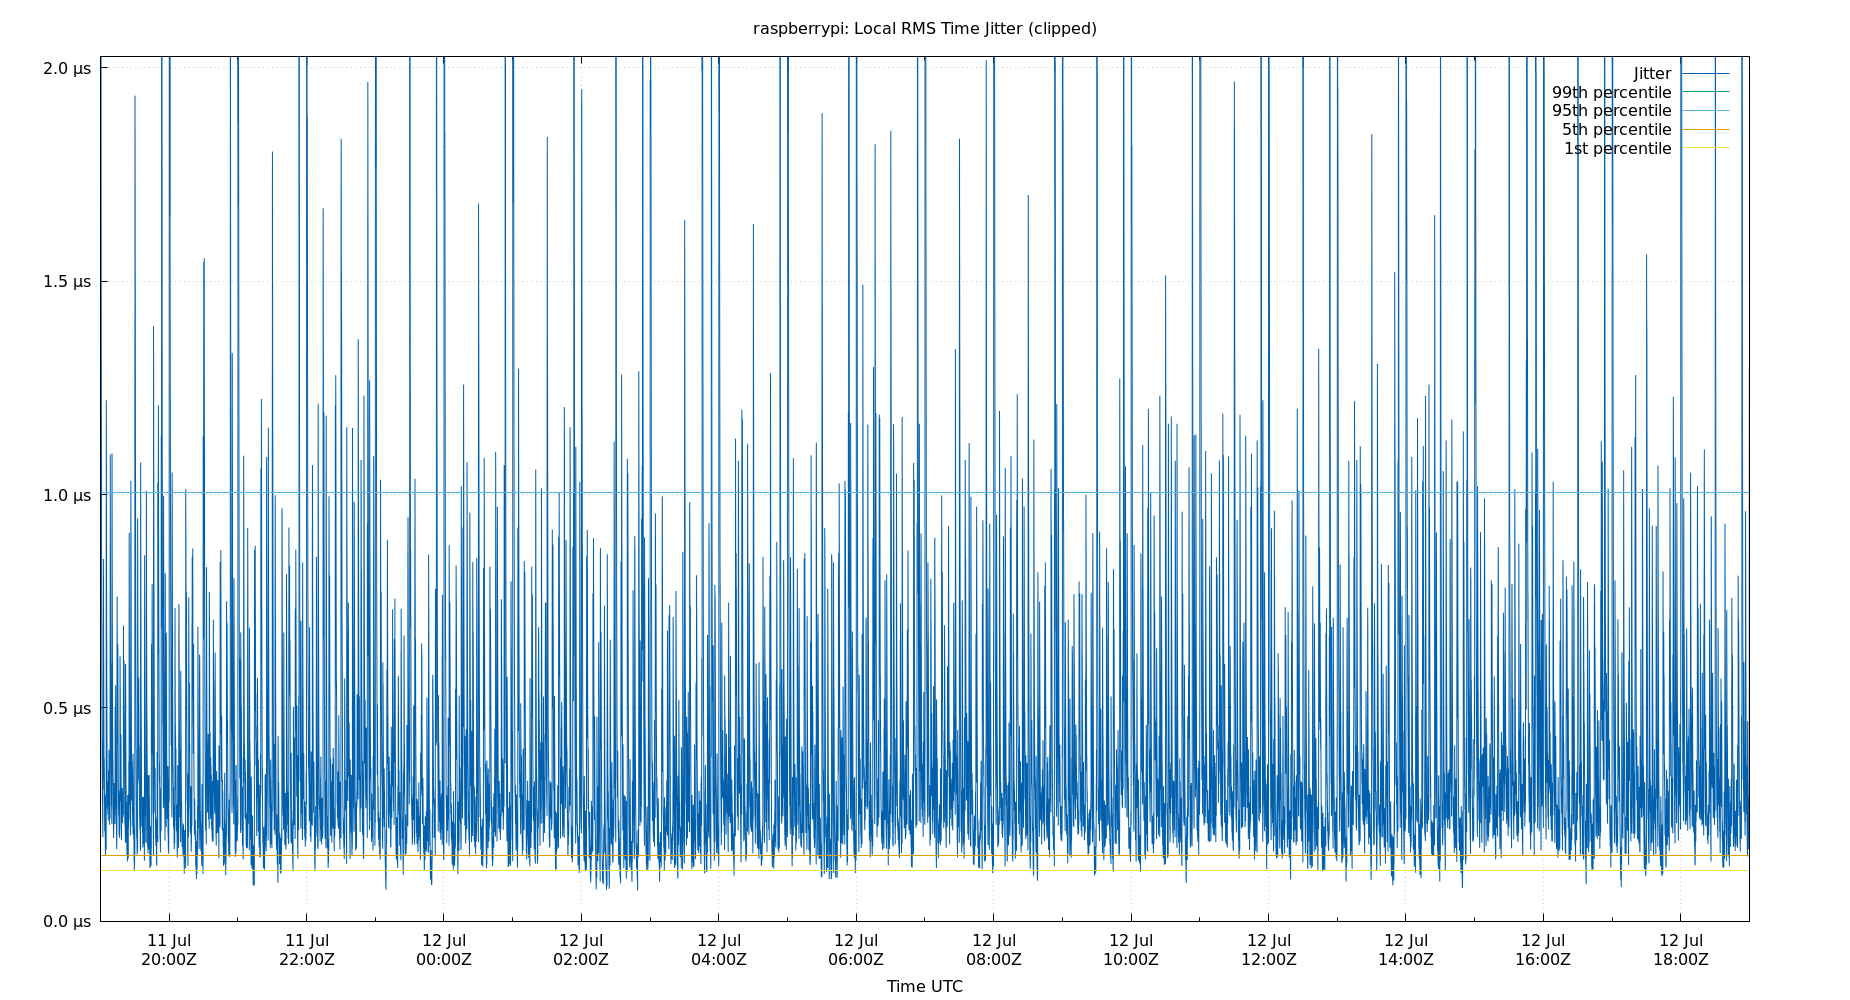 raspberrypi: Local RMS Time Jitter (clipped)
2.0 µs
1.5 µs
1.0 µs
0.5 µs
0.0 µs
Jitter
99th percentile
95th percentile
5th percentile
1st percentile
11 Jul 11 Jul 12 Jul 12 Jul 12 Jul 12 Jul 12 Jul 12 Jul 12 Jul 12 Jul 12 Jul 12 Jul
20:00Z 22:00Z 00:00Z 02:00Z 04:00Z 06:00Z 08:00Z 10:00Z 12:00Z 14:00Z 16:00Z 18:00Z
Time UTC